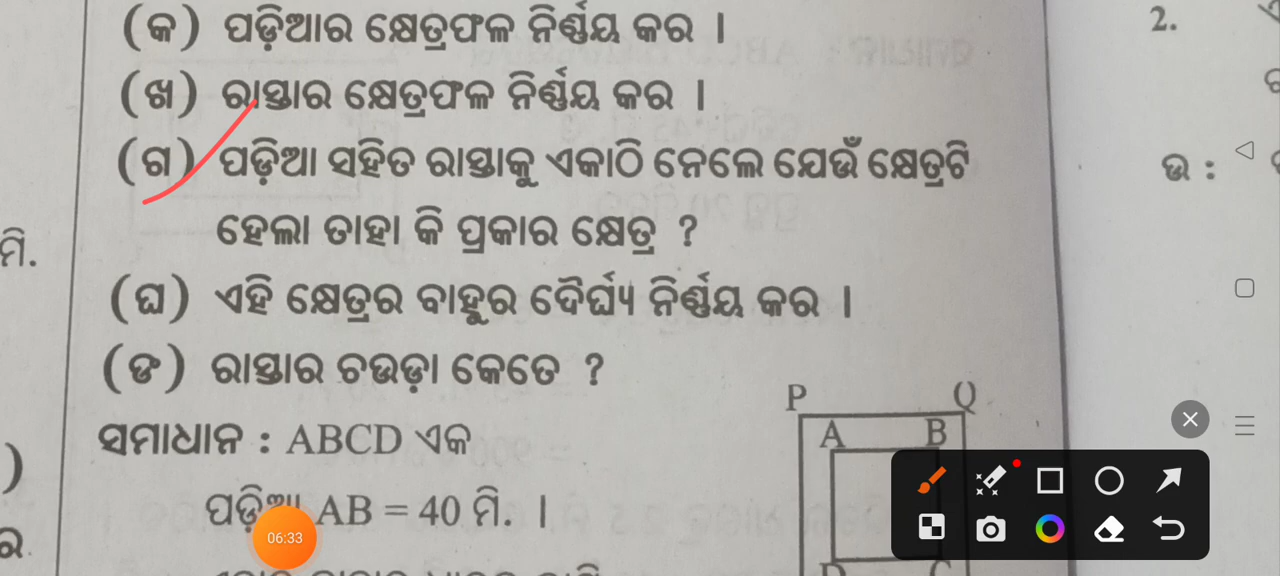 (କ) ପଡ଼ିଆର କ୍ଷେତ୍ରଫଳ ନିର୍ଣ୍ଣୟ କର ।
(ଖ) ରାସ୍ତାର କ୍ଷେତ୍ରଫଳ ନିର୍ଣ୍ଣୟ କର ।
(ଗ) ପଡ଼ିଆ ସହିତ ରାସ୍ତାକୁ ଏକାଠି ନେଲେ ଯେଉଁ କ୍ଷେତ୍ରଟି
ହେଲା ତାହା କି ପ୍ରକାର କ୍ଷେତ୍ର ?
(ଘ) ଏହି କ୍ଷେତ୍ରର ବାହୁର ଦୈର୍ଘ୍ୟ ନିର୍ଣ୍ଣୟ କର ।
(ଙ) ରାସ୍ତାର ଚଉଡ଼ା କେତେ ?
ସମାଧାନ : ABCD ଏକ
ପଡ଼ିଆ AB = 40 ମି. ।
P Q
A B
ମି.
)
ର
2.
ଉ :
06:33